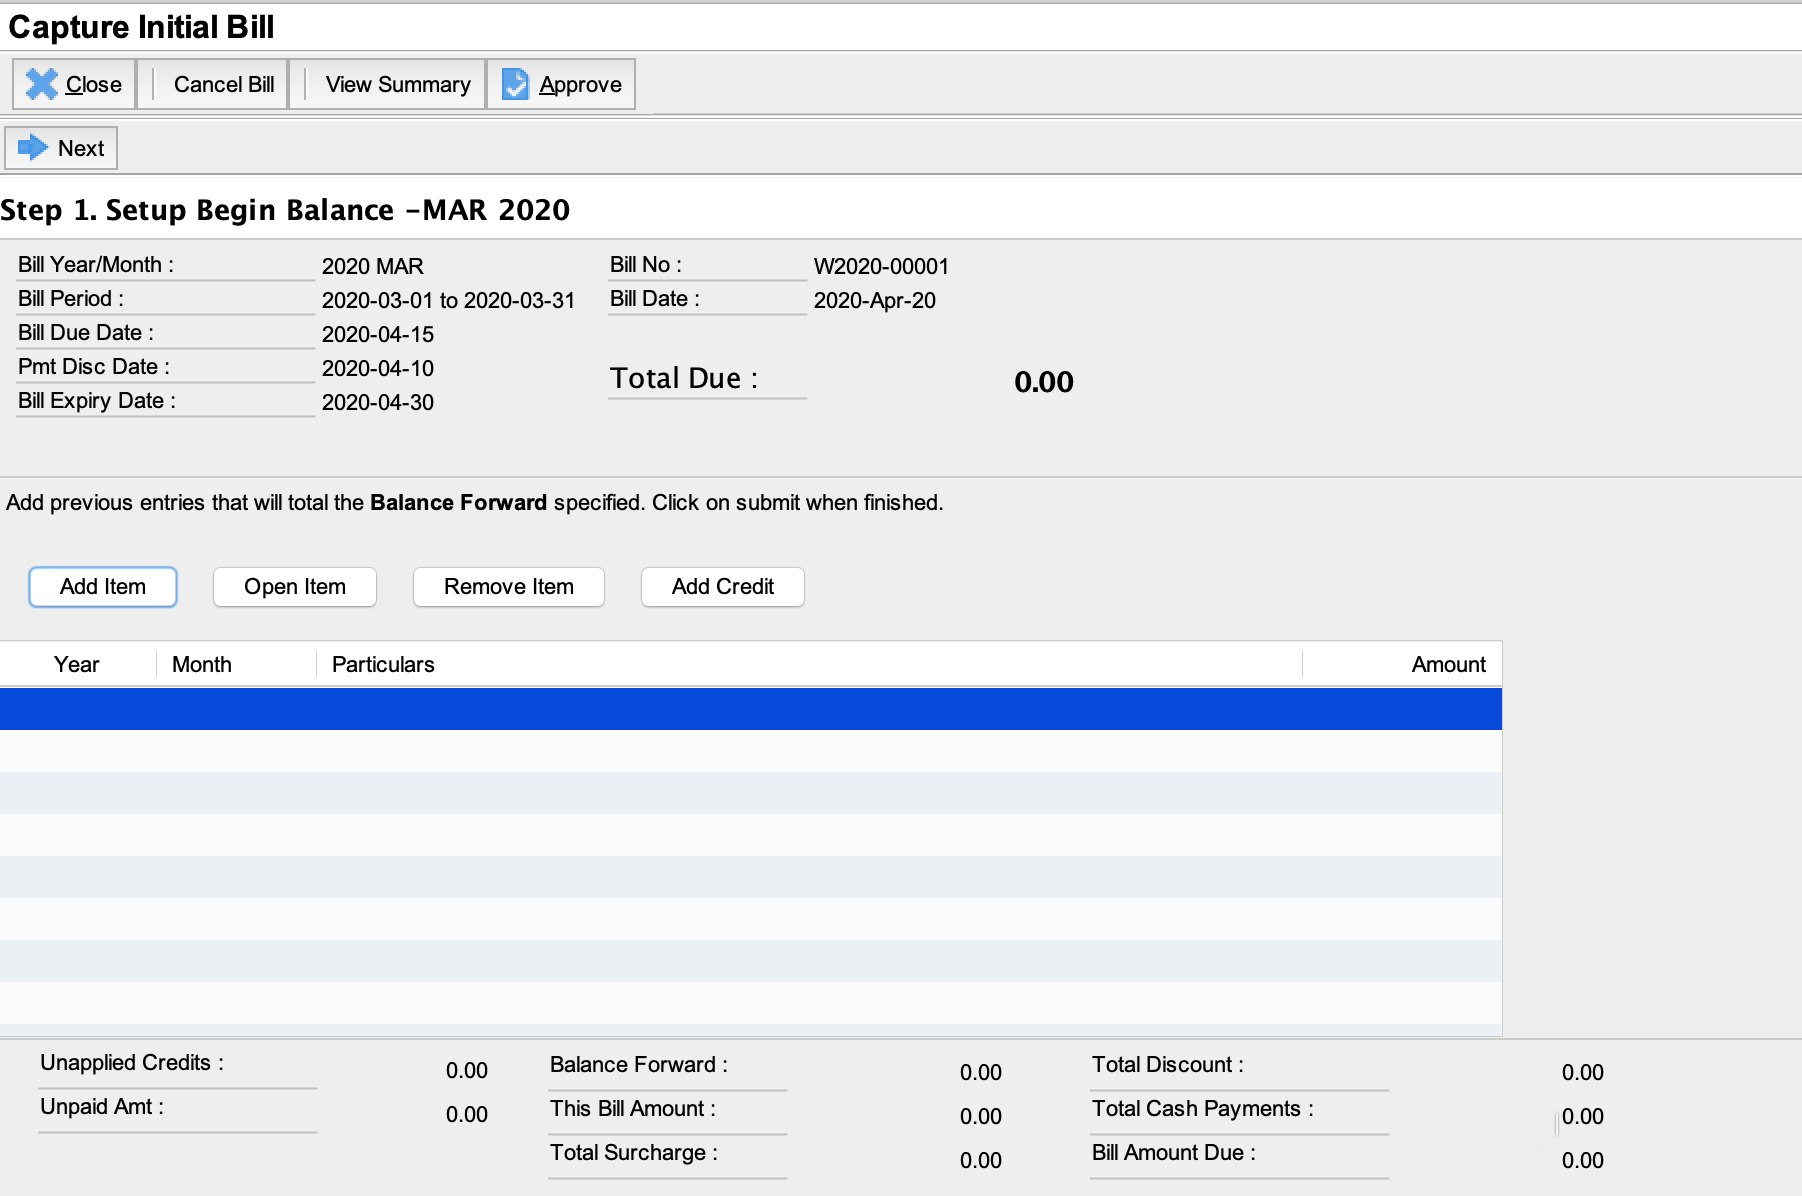 Capture Initial Bill
Close Cancel Bill View Summary Approve
Next
Step 1. Setup Begin Balance -MAR 2020
Bill Year/Month : 2020 MAR Bill No : W2020-00001
Bill Period : 2020-03-01 to 2020-03-31 Bill Date : 2020-Apr-20
Bill Due Date : 2020-04-15
Pmt Disc Date : 2020-04-10 Total Due : 0.00
Bill Expiry Date : 2020-04-30
Add previous entries that will total the Balance Forward specified. Click on submit when finished.
Add Item Open Item Remove Item Add Credit
Year Month Particulars Amount
Unapplied Credits : 0.00 Balance Forward : 0.00 Total Discount : 0.00
Unpaid Amt : 0.00 This Bill Amount : 0.00 Total Cash Payments : 0.00
Total Surcharge : 0.00 Bill Amount Due : 0.00